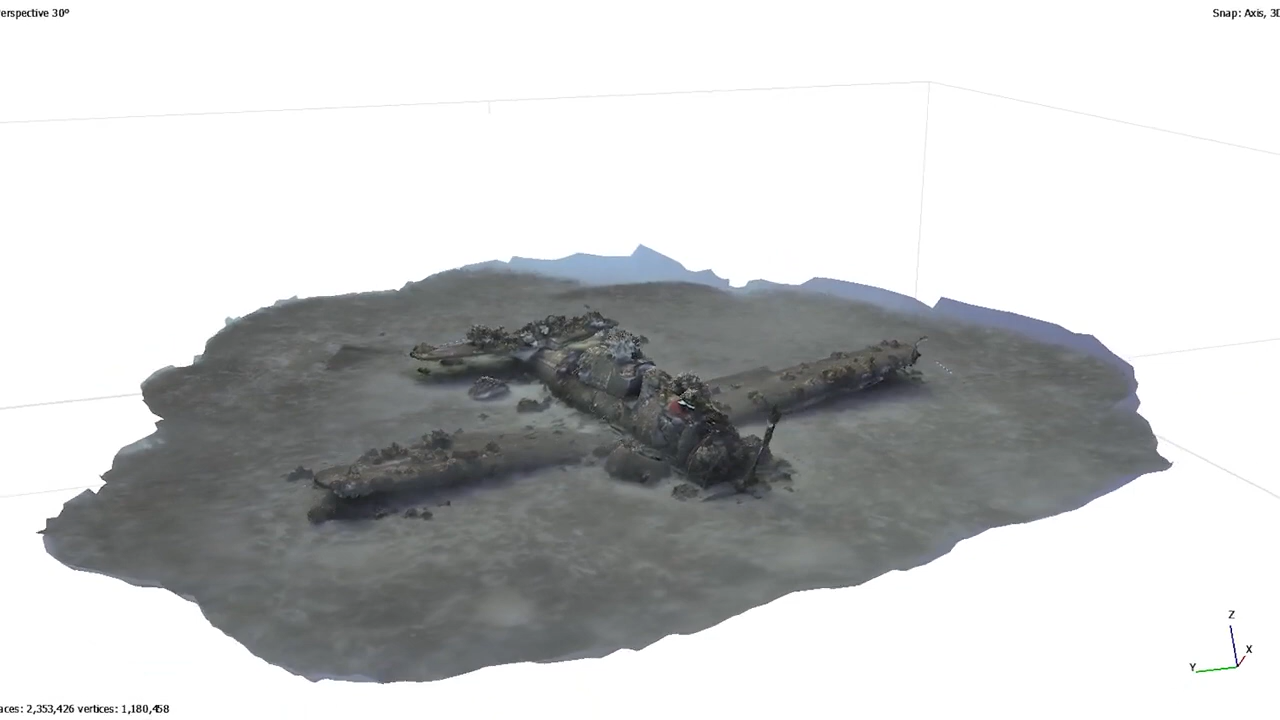 erspective 30°
Snap: Axis, 3D
Z
X
Y
aces: 2,353,426 vertices: 1,180,458